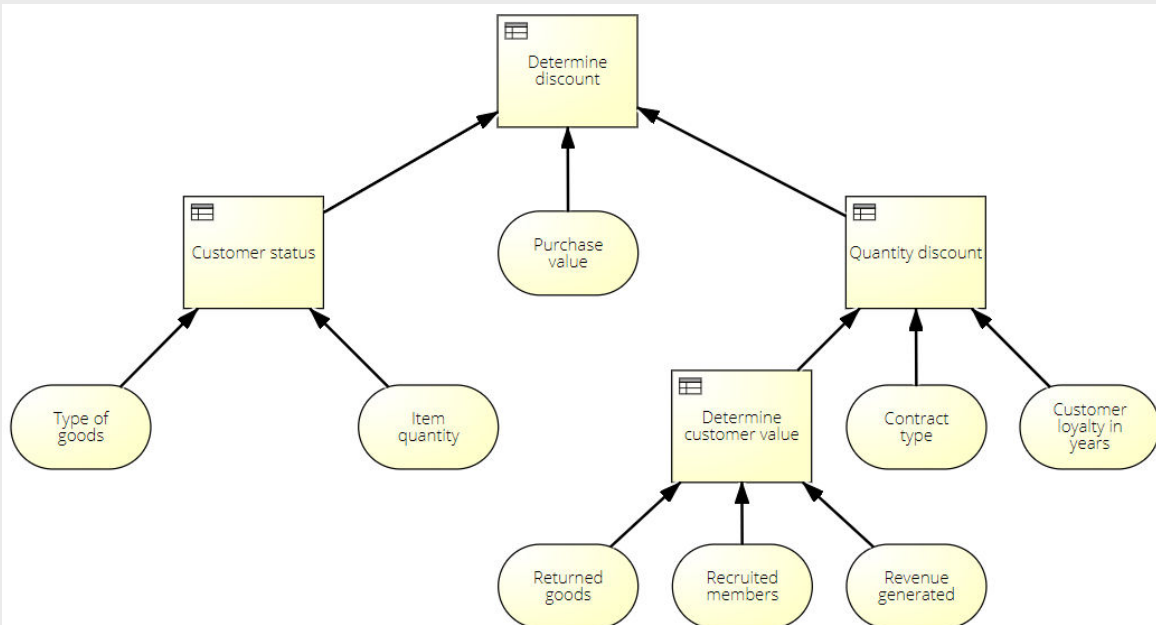 Determine
discount
Customer status
Purchase
value
Quantity discount
Type of
goods
Item
quantity
Determine
customer value
Contract
type
Customer
loyalty in
years
Returned
goods
Recruited
members
Revenue
generated